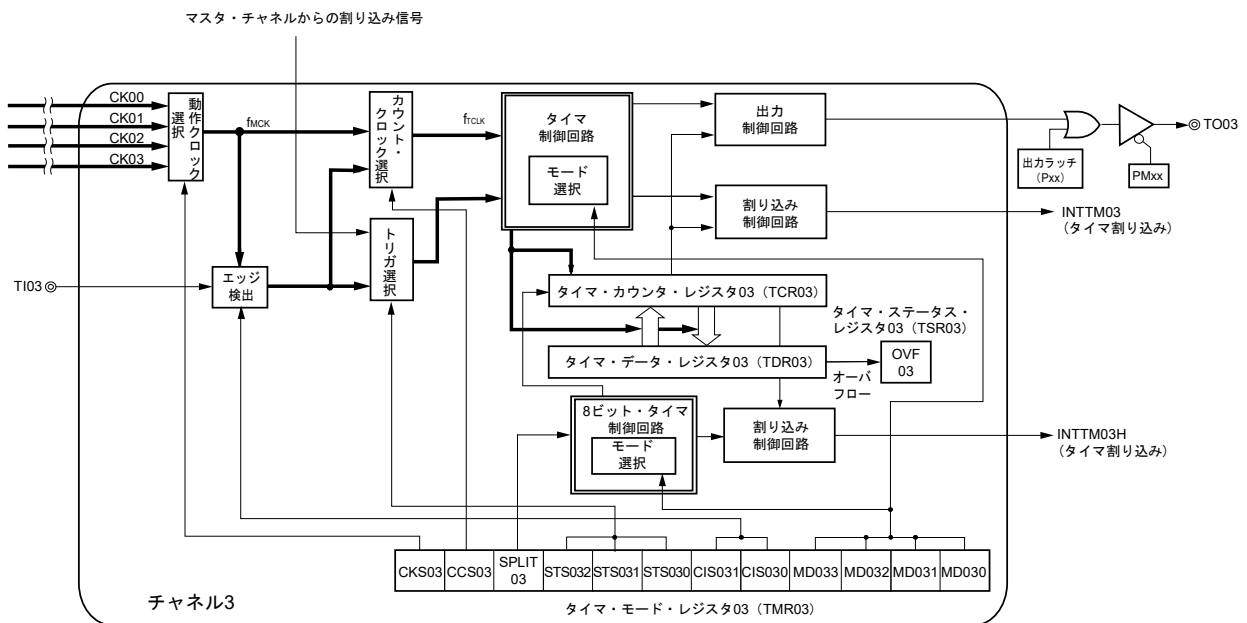 マスタ・チャネルからの割り込み信号
CK00
CK01
CK02
CK03
動作クロック
選択
fMCK
カウント・
クロック選択
fTCLK
タイマ
制御回路
モード
選択
出力
制御回路
出力ラッチ
（Pxx）
PMxx
TO03
割り込み
制御回路
INTTM03
（タイマ割り込み）
トリガ選択
TI03
エッジ
検出
タイマ・カウンタ・レジスタ03（TCR03）
タイマ・ステータス・
レジスタ03（TSR03）
タイマ・データ・レジスタ03（TDR03）
OVF
03
オーバ
フロー
8ビット・タイマ
制御回路
モード
選択
割り込み
制御回路
INTTM03H
（タイマ割り込み）
CKS03
CCS03
SPLIT
03
STS032
STS031
STS030
CIS031
CIS030
MD033
MD032
MD031
MD030
チャネル3
タイマ・モード・レジスタ03（TMR03）